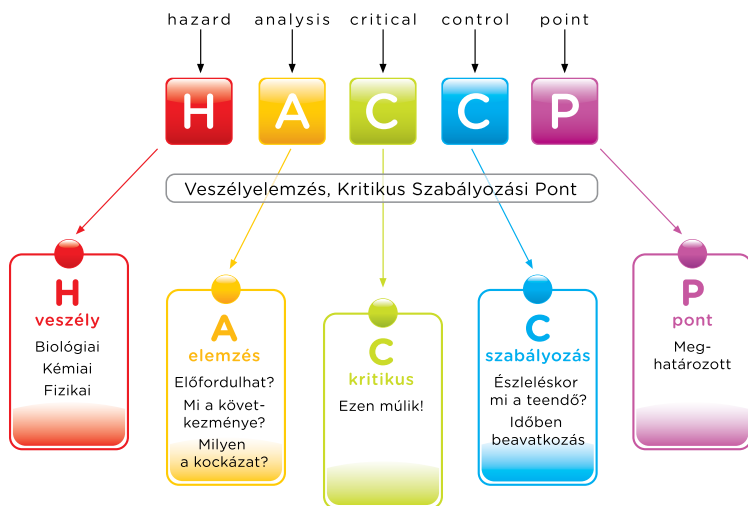 hazard analysis critical control point
H A C C P
Veszélyelemzés, Kritikus Szabályozási Pont
H
veszély
Biológiai
Kémiai
Fizikai
A
elemzés
Előfordulhat?
Mi a követ-
kezménye?
Milyen
a kockázat?
C
kritikus
Ezen múlik!
C
szabályozás
Észleléskor
mi a teendő?
Időben
beavatkozás
P
pont
Meg-
határozott